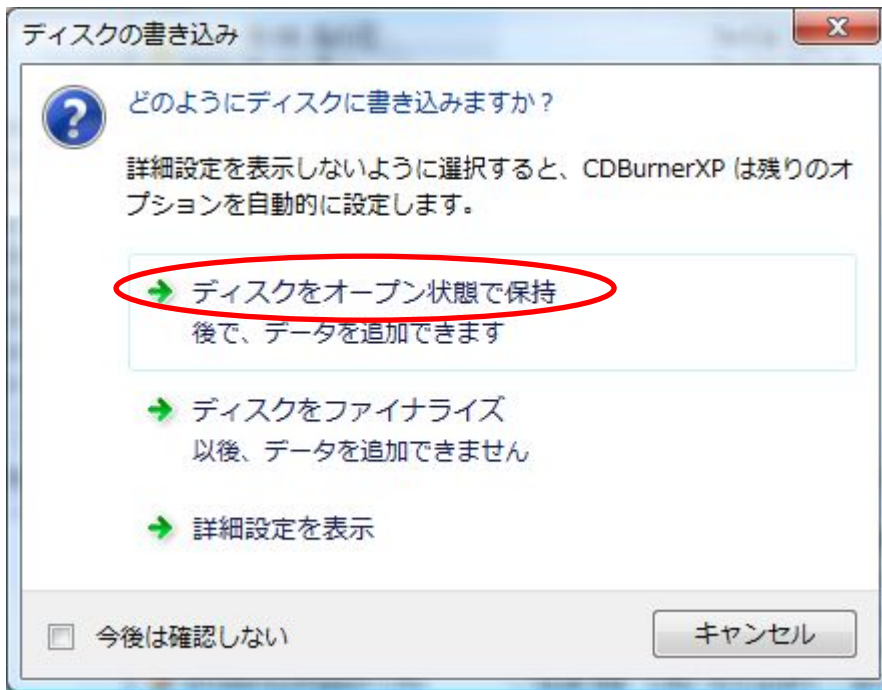 ディスクの書き込み
どのようにディスクに書き込みますか？
詳細設定を表示しないように選択すると、CDBurnerXP は残りのオ
プションを自動的に設定します。
ディスクをオープン状態で保持
後で、データを追加できます
ディスクをファイナライズ
以後、データを追加できません
詳細設定を表示
今後は確認しない
キャンセル